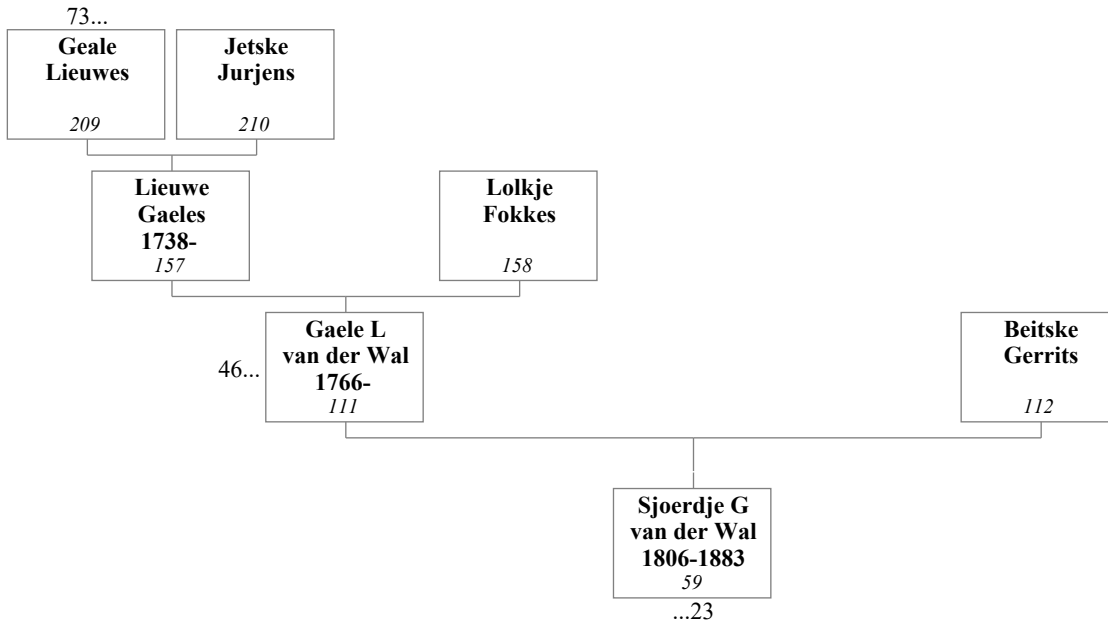 73...
Geale
Lieuwes
209
Jetske
Jurjens
210
Lieuwe
Gaeles
1738-
157
Lolkje
Fokkes
158
46...
Gaele L
van der Wal
1766-
111
Beitske
Gerrits
112
Sjoerdje G
van der Wal
1806-1883
59
...23